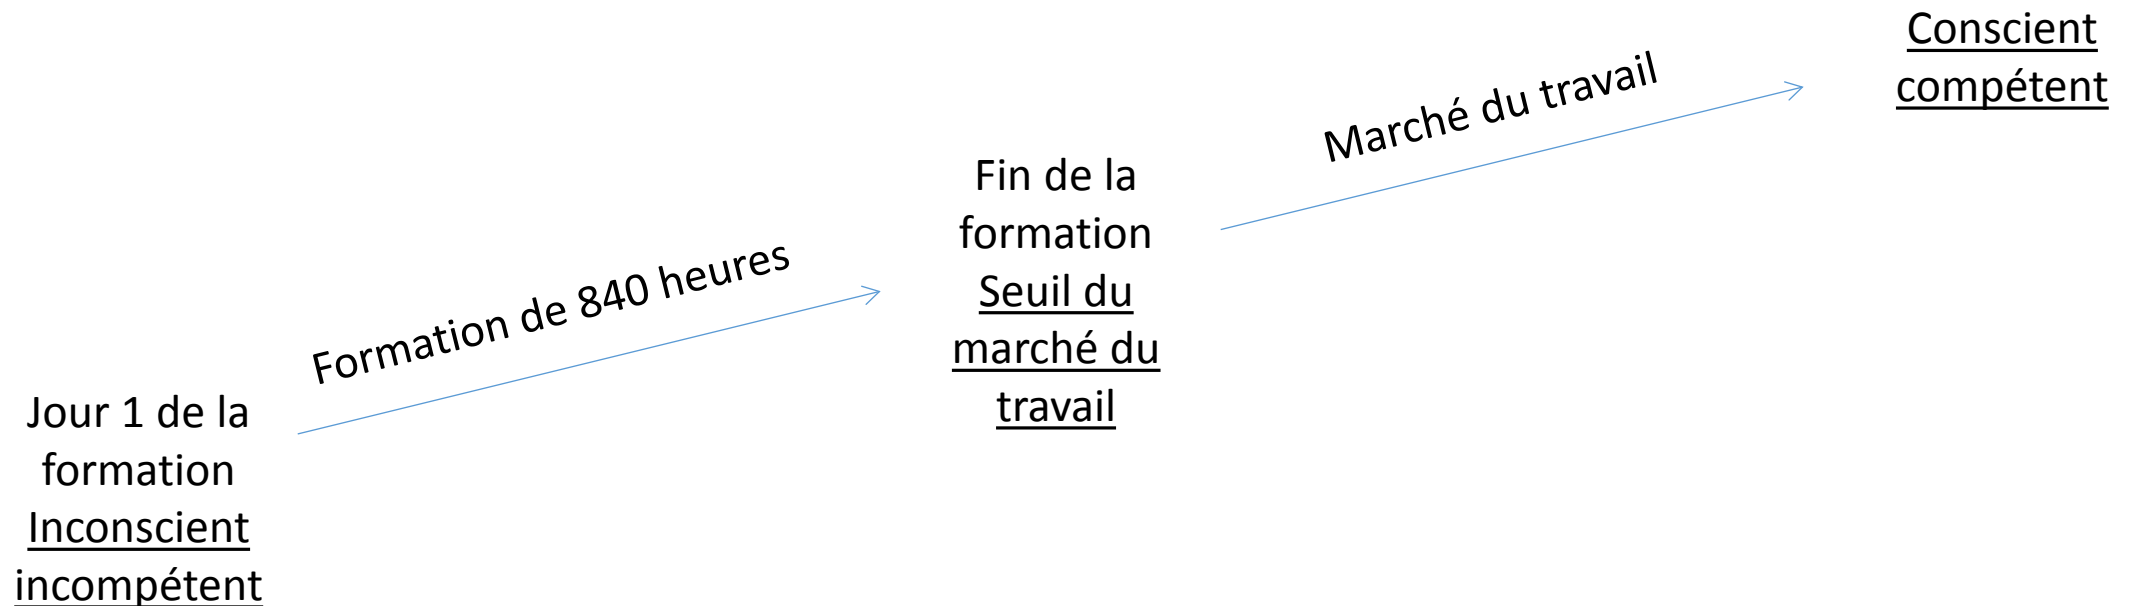 Jour 1 de la
formation
Inconscient
incompétent
Formation de 840 heures
Fin de la
formation
Seuil du
marché du
travail
Marché du travail
Conscient
compétent